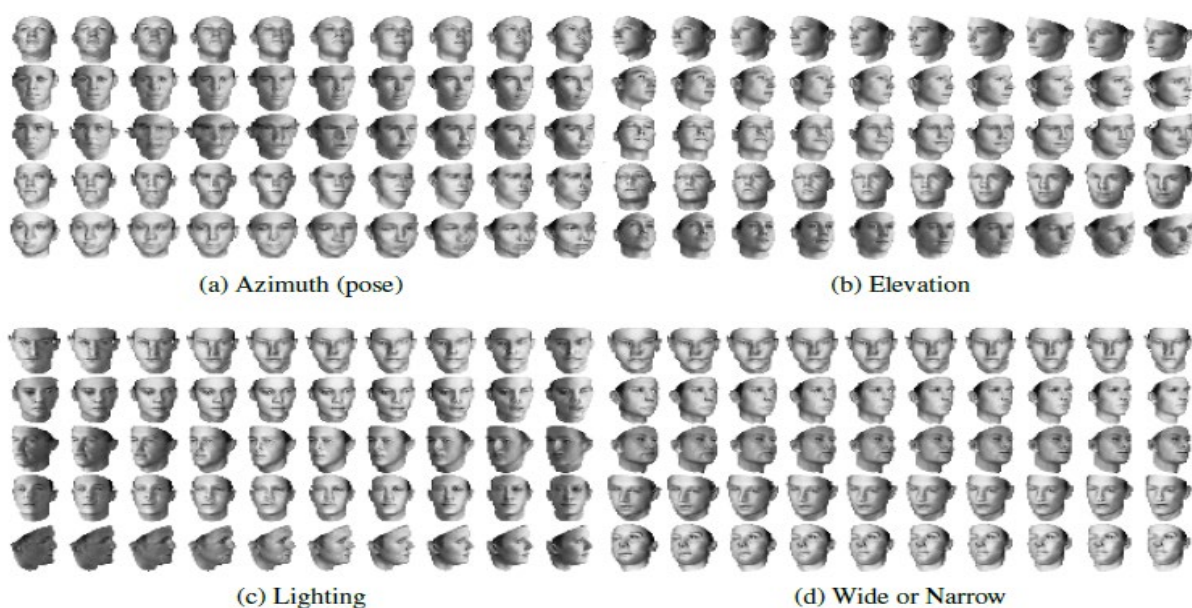 (a) Azimuth (pose)
(b) Elevation
(c) Lighting
(d) Wide or Narrow